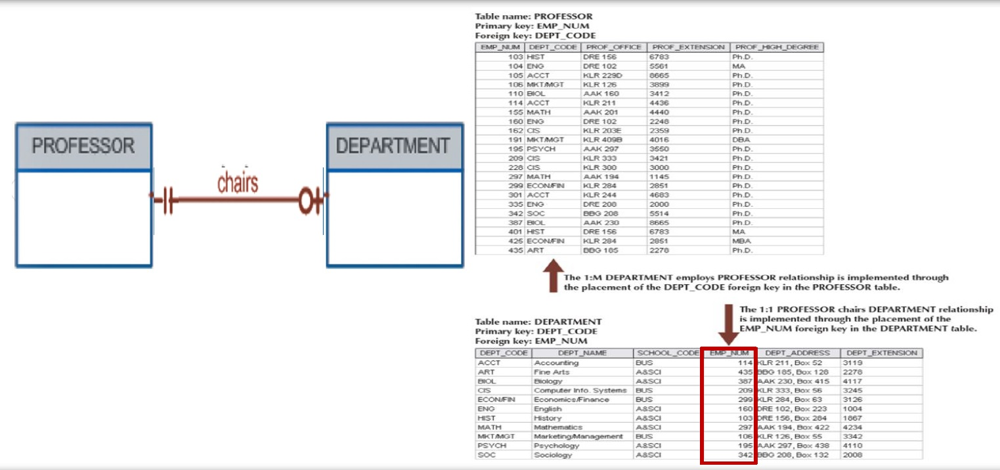 PROFESSOR
chairs
DEPARTMENT
Table name: PROFESSOR
Primary key: EMP_NUM
Foreign key: DEPT_CODE
EMP_NUM DEPT_CODE PROF_OFFICE PROF_EXTENSION PROF_HIGH_DEGREE
103 HIST DRE 156 6783 Ph.D.
104 ENG DRE 102 5561 MA
105 ACCT KLR 229D 8665 Ph.D.
106 MKT/MGT KLR 126 3899 Ph.D.
110 BIOL AAK 160 3412 Ph.D.
114 ACCT KLR 211 4436 Ph.D.
155 MATH AAK 201 4440 Ph.D.
160 ENG DRE 102 2248 Ph.D.
162 CIS KLR 203E 2359 Ph.D.
191 MKT/MGT KLR 409B 4016 DBA
195 PSYCH AAK 297 3550 Ph.D.
209 CIS KLR 333 3421 Ph.D.
228 CIS KLR 300 3000 Ph.D.
297 MATH AAK 194 1145 Ph.D.
299 ECON/FIN KLR 284 2851 Ph.D.
301 ACCT KLR 244 4683 Ph.D.
335 ENG DRE 208 2000 Ph.D.
342 SOC BBG 208 5514 Ph.D.
387 BIOL AAK 230 8665 Ph.D.
401 HIST DRE 156 6783 MA
425 ECON/FIN KLR 284 2851 MBA
435 ART BBG 185 2278 Ph.D.
The 1:M DEPARTMENT employs PROFESSOR relationship is implemented through
the placement of the DEPT_CODE foreign key in the PROFESSOR table.
The 1:1 PROFESSOR chairs DEPARTMENT relationship
is implemented through the placement of the
EMP_NUM foreign key in the DEPARTMENT table.
Table name: DEPARTMENT
Primary key: DEPT_CODE
Foreign key: EMP_NUM
DEPT_CODE DEPT_NAME SCHOOL_CODE EMP_NUM DEPT_ADDRESS DEPT_EXTENSION
ACCT Accounting BUS 114 KLR 211, Box 52 3119
ART Fine Arts A&SCI 435 BBG 185, Box 128 2278
BIOL Biology A&SCI 387 AAK 230, Box 415 4117
CIS Computer Info. Systems BUS 209 KLR 333, Box 56 3245
ECON/FIN Economics/Finance BUS 299 KLR 284, Box 63 3126
ENG English A&SCI 160 DRE 102, Box 223 1004
HIST History A&SCI 103 DRE 156, Box 284 1867
MATH Mathematics A&SCI 297 AAK 194, Box 422 4234
MKT/MGT Marketing/Management BUS 106 KLR 126, Box 55 3342
PSYCH Psychology A&SCI 195 AAK 297, Box 438 4110
SOC Sociology A&SCI 342 BBG 208, Box 132 2008